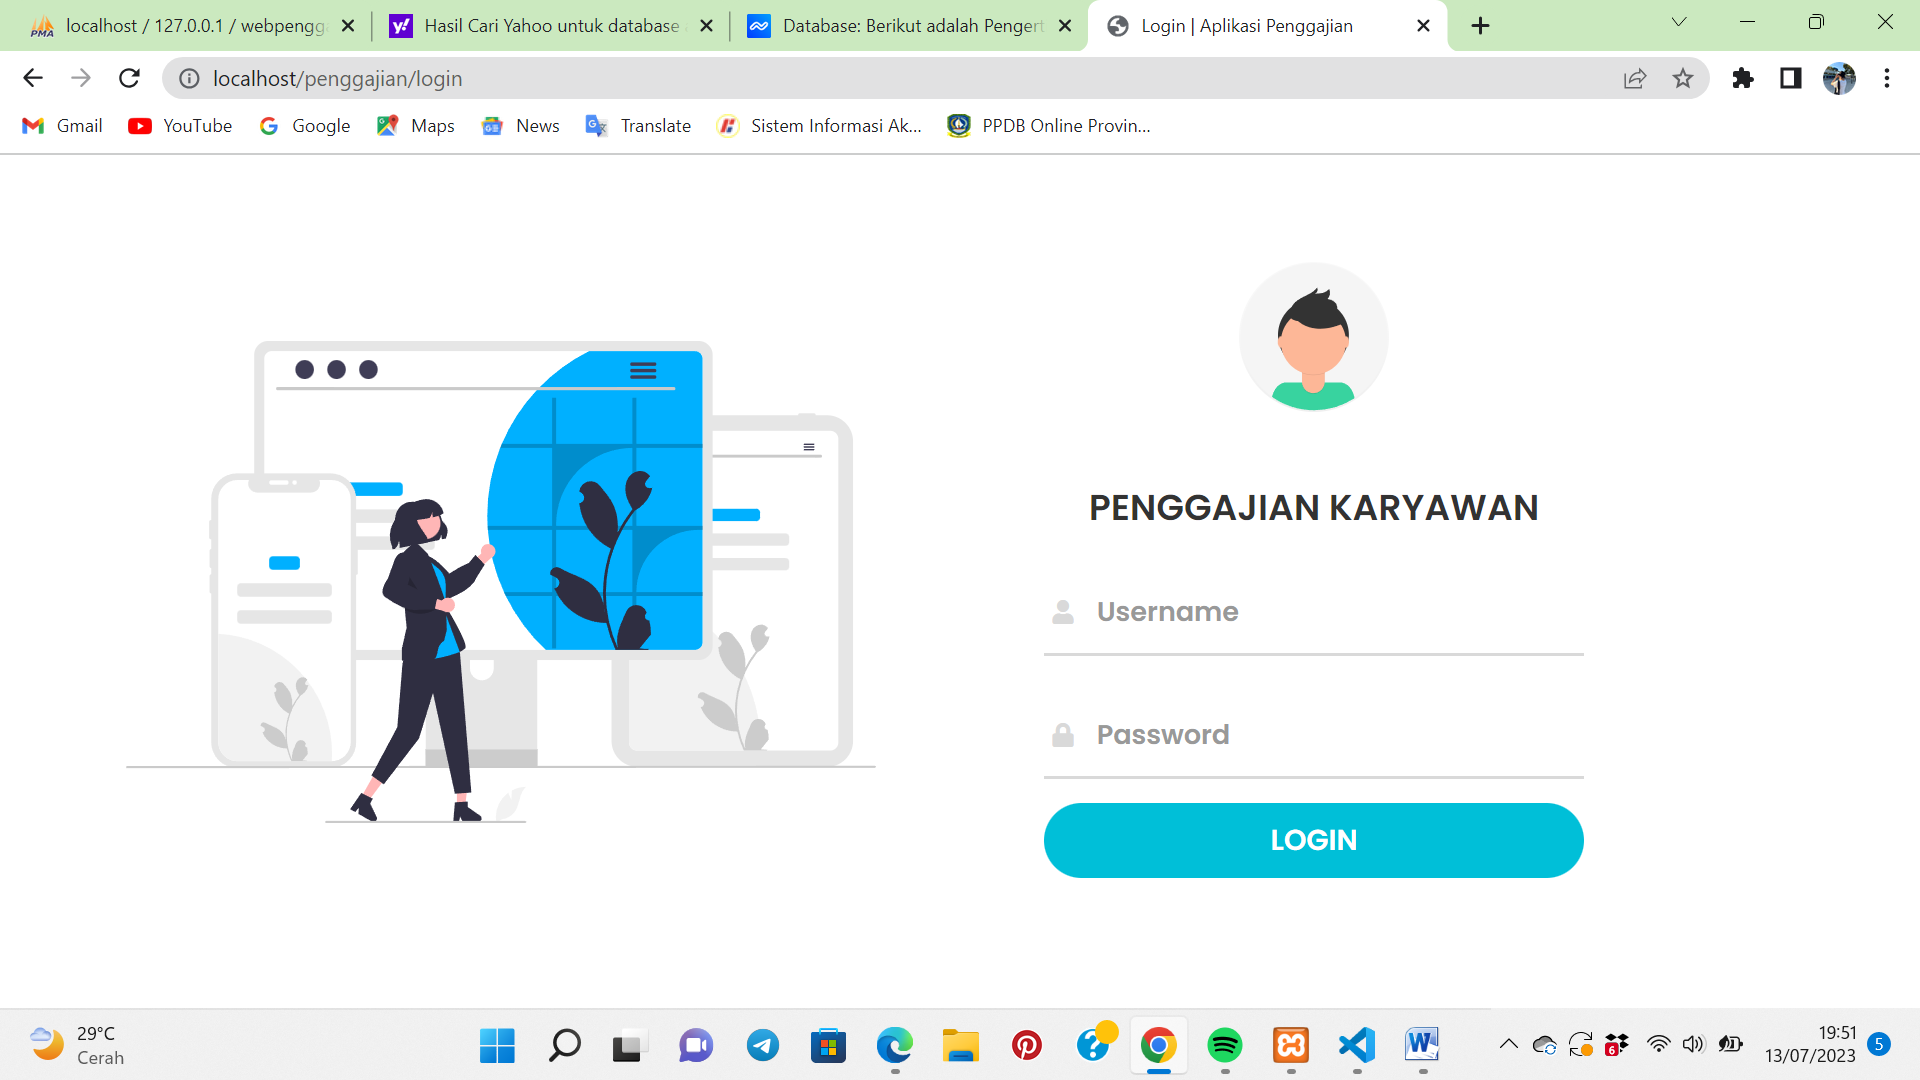 localhost / 127.0.0.1 / webpengga
Hasil Cari Yahoo untuk database
Database: Berikut adalah Pengert
Login | Aplikasi Penggajian
localhost/penggajian/login
Gmail
YouTube
Google
Maps
News
Translate
Sistem Informasi Ak...
PPDB Online Provin...
PENGGAJIAN KARYAWAN
Username
Password
LOGIN
29°C
Cerah
19:51
13/07/2023
5
6